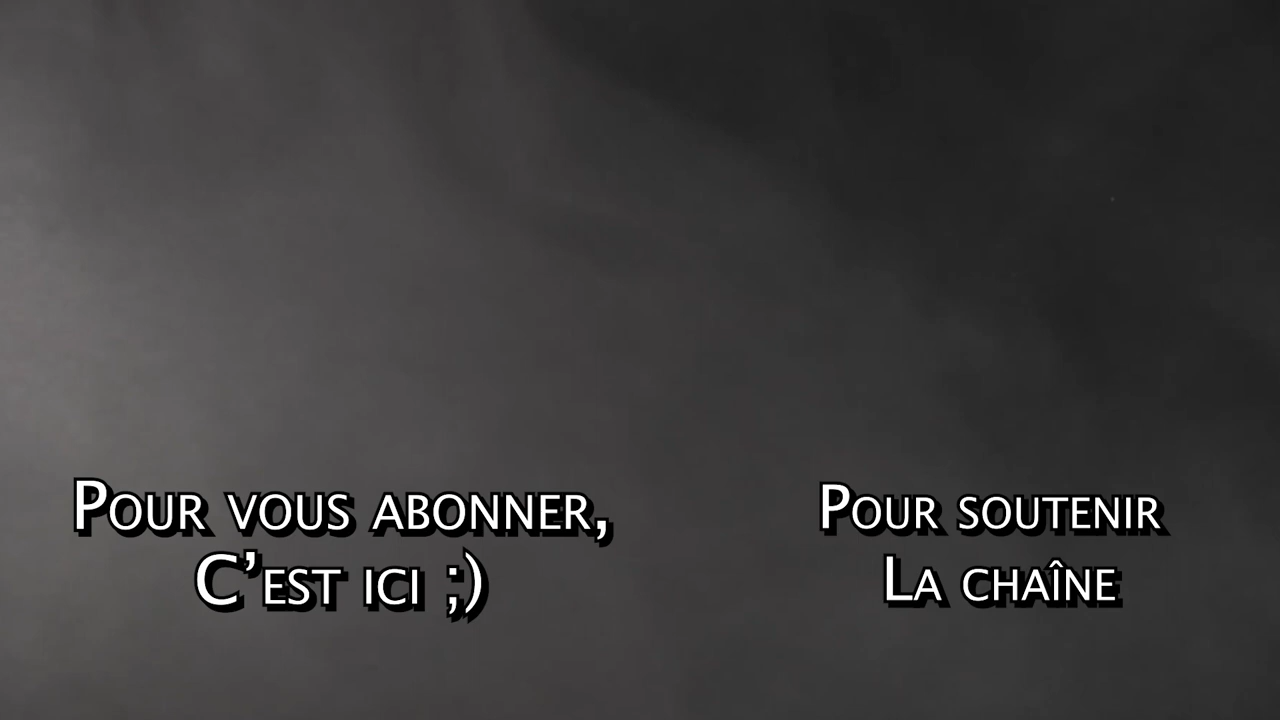 Pour vous abonner,
C’est ici ;)
Pour soutenir
La chaîne